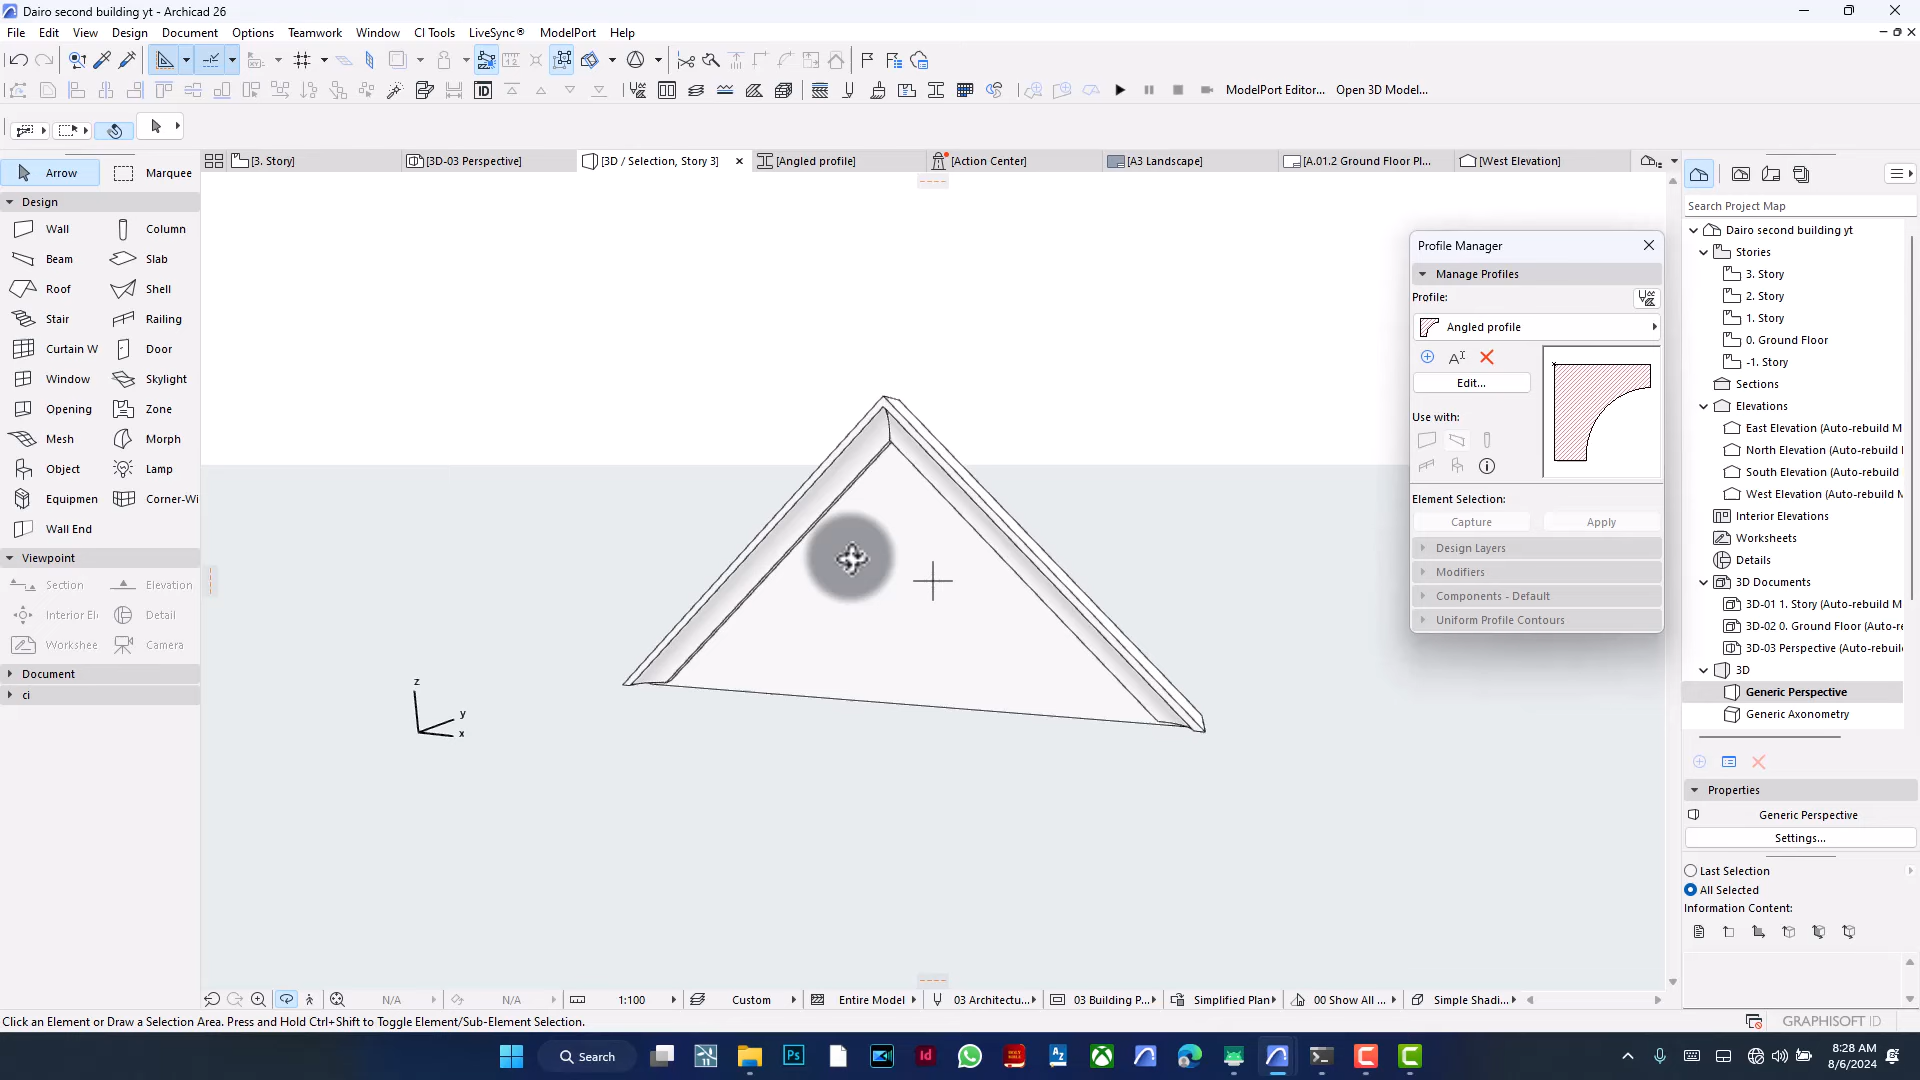 Dairo second building yt - Archicad 26
File Edit View Design Document Options Teamwork Window CI Tools LiveSync® ModelPort Help
ModelPort Editor... Open 3D Model...
[3. Story] [3D-03 Perspective] [3D / Selection, Story 3] [Angled profile] [Action Center] [A3 Landscape] [A.01.2 Ground Floor Pl... [West Elevation]
Arrow Marquee
Design
Wall Column
Beam Slab
Roof Shell
Stair Railing
Curtain W Door
Window Skylight
Opening Zone
Mesh Morph
Object Lamp
Equipmen Corner-Wi
Wall End
Viewpoint
Section Elevation
Interior El Detail
Workshee Camera
Document
ci
z
y
x
Profile Manager
Manage Profiles
Profile:
Angled profile
Edit...
Use with:
Element Selection:
Capture Apply
Design Layers
Modifiers
Components - Default
Uniform Profile Contours
Search Project Map
Dairo second building yt
Stories
3. Story
2. Story
1. Story
0. Ground Floor
-1. Story
Sections
Elevations
East Elevation (Auto-rebuild M
North Elevation (Auto-rebuild
South Elevation (Auto-rebuild
West Elevation (Auto-rebuild M
Interior Elevations
Worksheets
Details
3D Documents
3D-01 1. Story (Auto-rebuild M
3D-02 0. Ground Floor (Auto-re
3D-03 Perspective (Auto-rebuil
3D
Generic Perspective
Generic Axonometry
Properties
Generic Perspective
Settings...
Last Selection
All Selected
Information Content:
N/A N/A 1:100 Custom Entire Model 03 Architectu... 03 Building P... Simplified Plan 00 Show All ... Simple Shadi...
Click an Element or Draw a Selection Area. Press and Hold Ctrl+Shift to Toggle Element/Sub-Element Selection.
GRAPHISOFT ID
Search
8:28 AM
8/6/2024